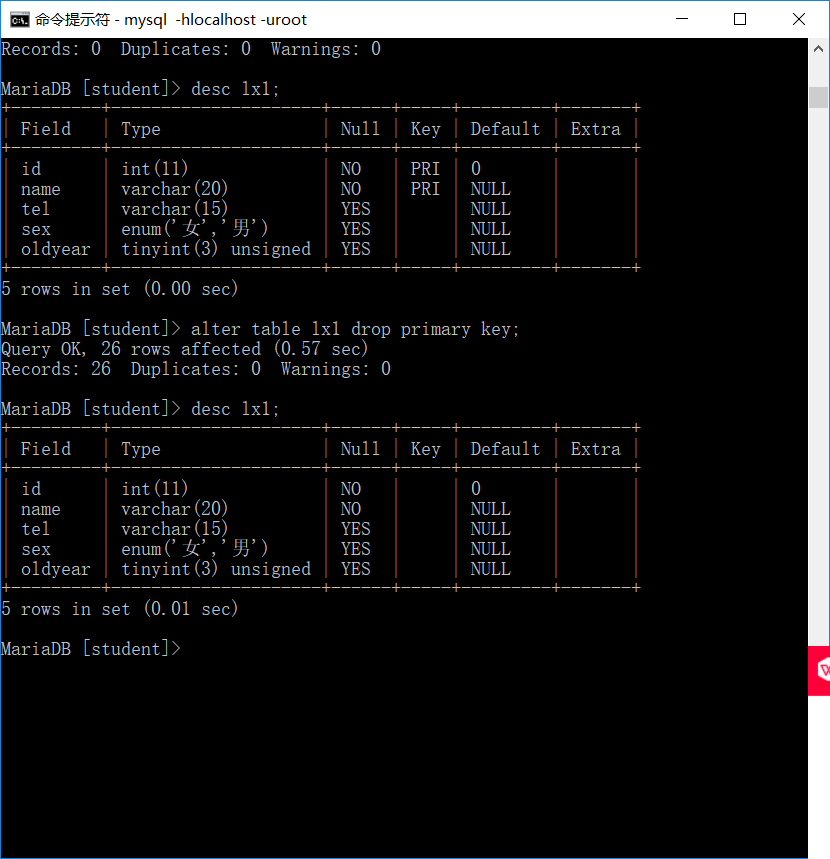 命令提示符 - mysql  -hlocalhost -uroot
Records: 0  Duplicates: 0  Warnings: 0
MariaDB [student]> desc lx1;
+---------+---------------------+------+-----+---------+-------+
| Field   | Type                | Null | Key | Default | Extra |
+---------+---------------------+------+-----+---------+-------+
| id      | int(11)             | NO   | PRI | 0       |       |
| name    | varchar(20)         | NO   | PRI | NULL    |       |
| tel     | varchar(15)         | YES  |     | NULL    |       |
| sex     | enum('女','男')     | YES  |     | NULL    |       |
| oldyear | tinyint(3) unsigned | YES  |     | NULL    |       |
+---------+---------------------+------+-----+---------+-------+
5 rows in set (0.00 sec)
MariaDB [student]> alter table lx1 drop primary key;
Query OK, 26 rows affected (0.57 sec)
Records: 26  Duplicates: 0  Warnings: 0
MariaDB [student]> desc lx1;
+---------+---------------------+------+-----+---------+-------+
| Field   | Type                | Null | Key | Default | Extra |
+---------+---------------------+------+-----+---------+-------+
| id      | int(11)             | NO   |     | 0       |       |
| name    | varchar(20)         | NO   |     | NULL    |       |
| tel     | varchar(15)         | YES  |     | NULL    |       |
| sex     | enum('女','男')     | YES  |     | NULL    |       |
| oldyear | tinyint(3) unsigned | YES  |     | NULL    |       |
+---------+---------------------+------+-----+---------+-------+
5 rows in set (0.01 sec)
MariaDB [student]>